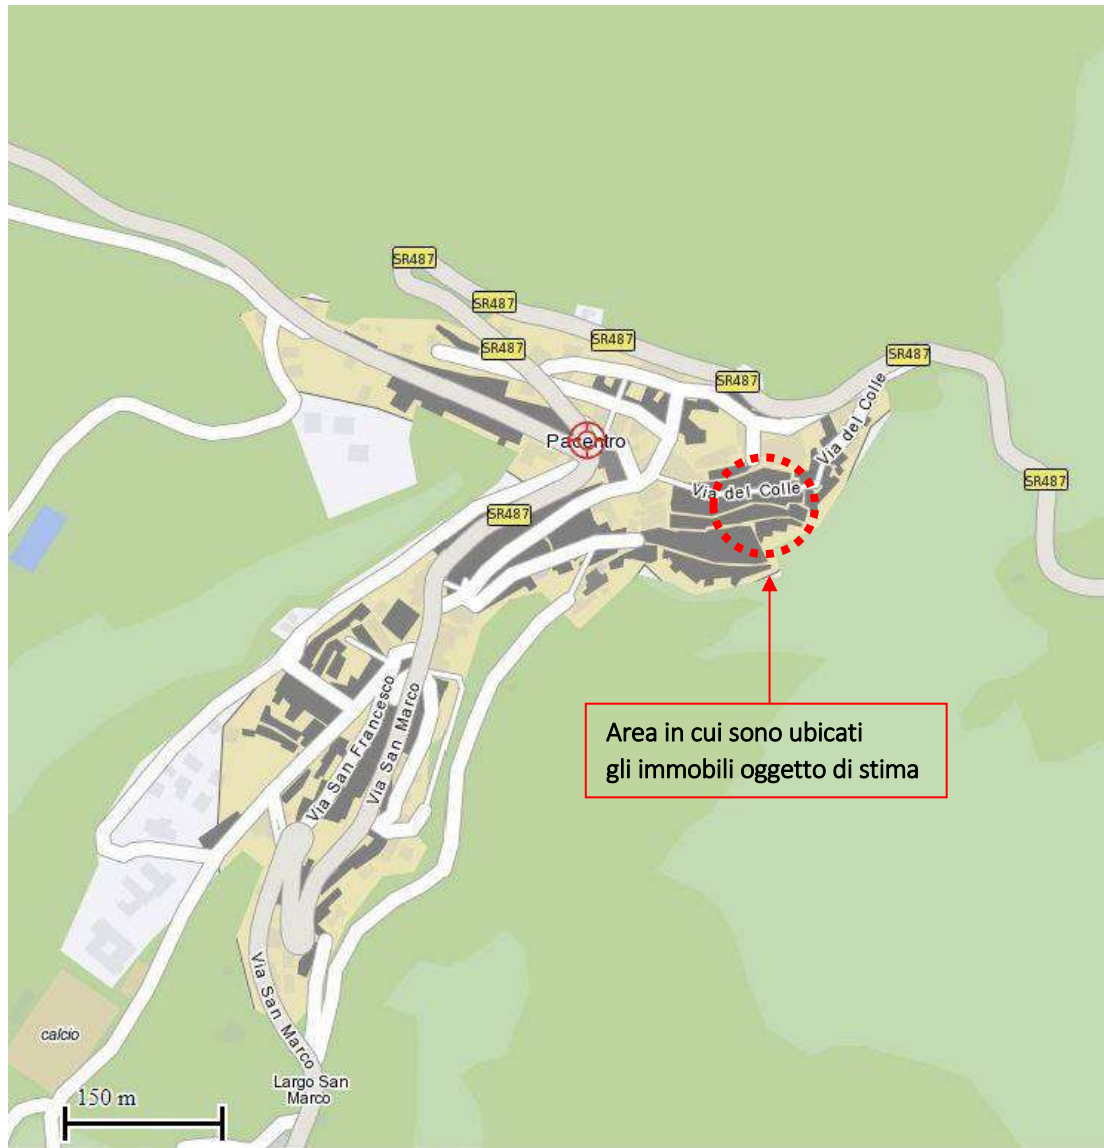 SR487
SR487
SR487
SR487
SR487
SR487
Via del Colle
Pacentro
SR487
Via del Colle
SR487
Via San Francesco
Via San Marco
Area in cui sono ubicati
gli immobili oggetto di stima
Via San Marco
calcio
Largo San
Marco
150 m